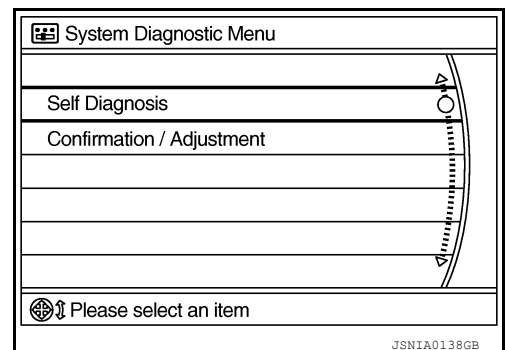 System Diagnostic Menu
Self Diagnosis
Confirmation / Adjustment
Please select an item
JSNIA0138GB